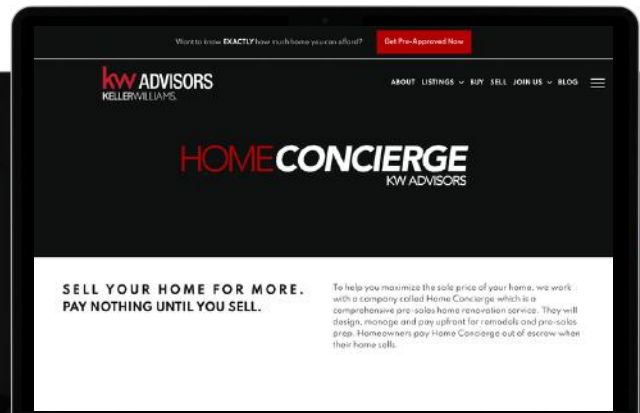 Want to know EXACTLY how much home you can afford? Get Pre-Approved Now
kw ADVISORS
KELLERWILLIAMS.
ABOUT LISTINGS BUY SELL JOIN US BLOG
HOMECONCIERGE
KW ADVISORS
SELL YOUR HOME FOR MORE.
PAY NOTHING UNTIL YOU SELL.
To help you maximize the sale price of your home, we work
with a company called Home Concierge which is a
comprehensive pre-sales home renovation service. They will
design, manage and pay upfront for remodels and pre-sales
prep. Homeowners pay Home Concierge out of escrow when
their home sells.